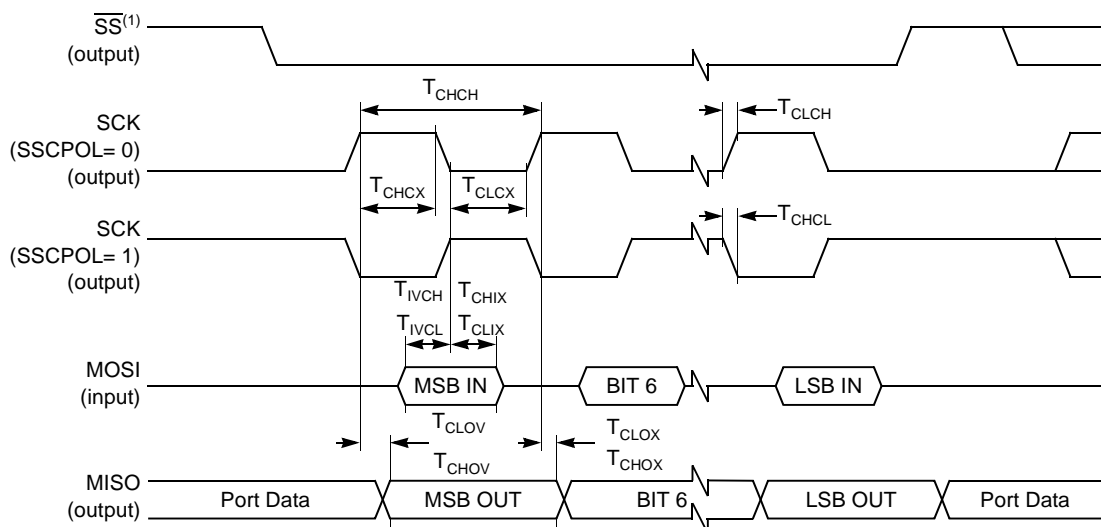 SS(1)
(output)
TCHCH
TCLCH
SCK
(SSCPOL= 0)
(output)
TCHCX
TCLCX
TCHCL
SCK
(SSCPOL= 1)
(output)
TIVCH
TCHIX
TIVCL
TCLIX
MOSI
(input)
MSB IN
BIT 6
LSB IN
TCLOV
TCLOX
TCHOV
TCHOX
MISO
(output)
Port Data
MSB OUT
BIT 6
LSB OUT
Port Data